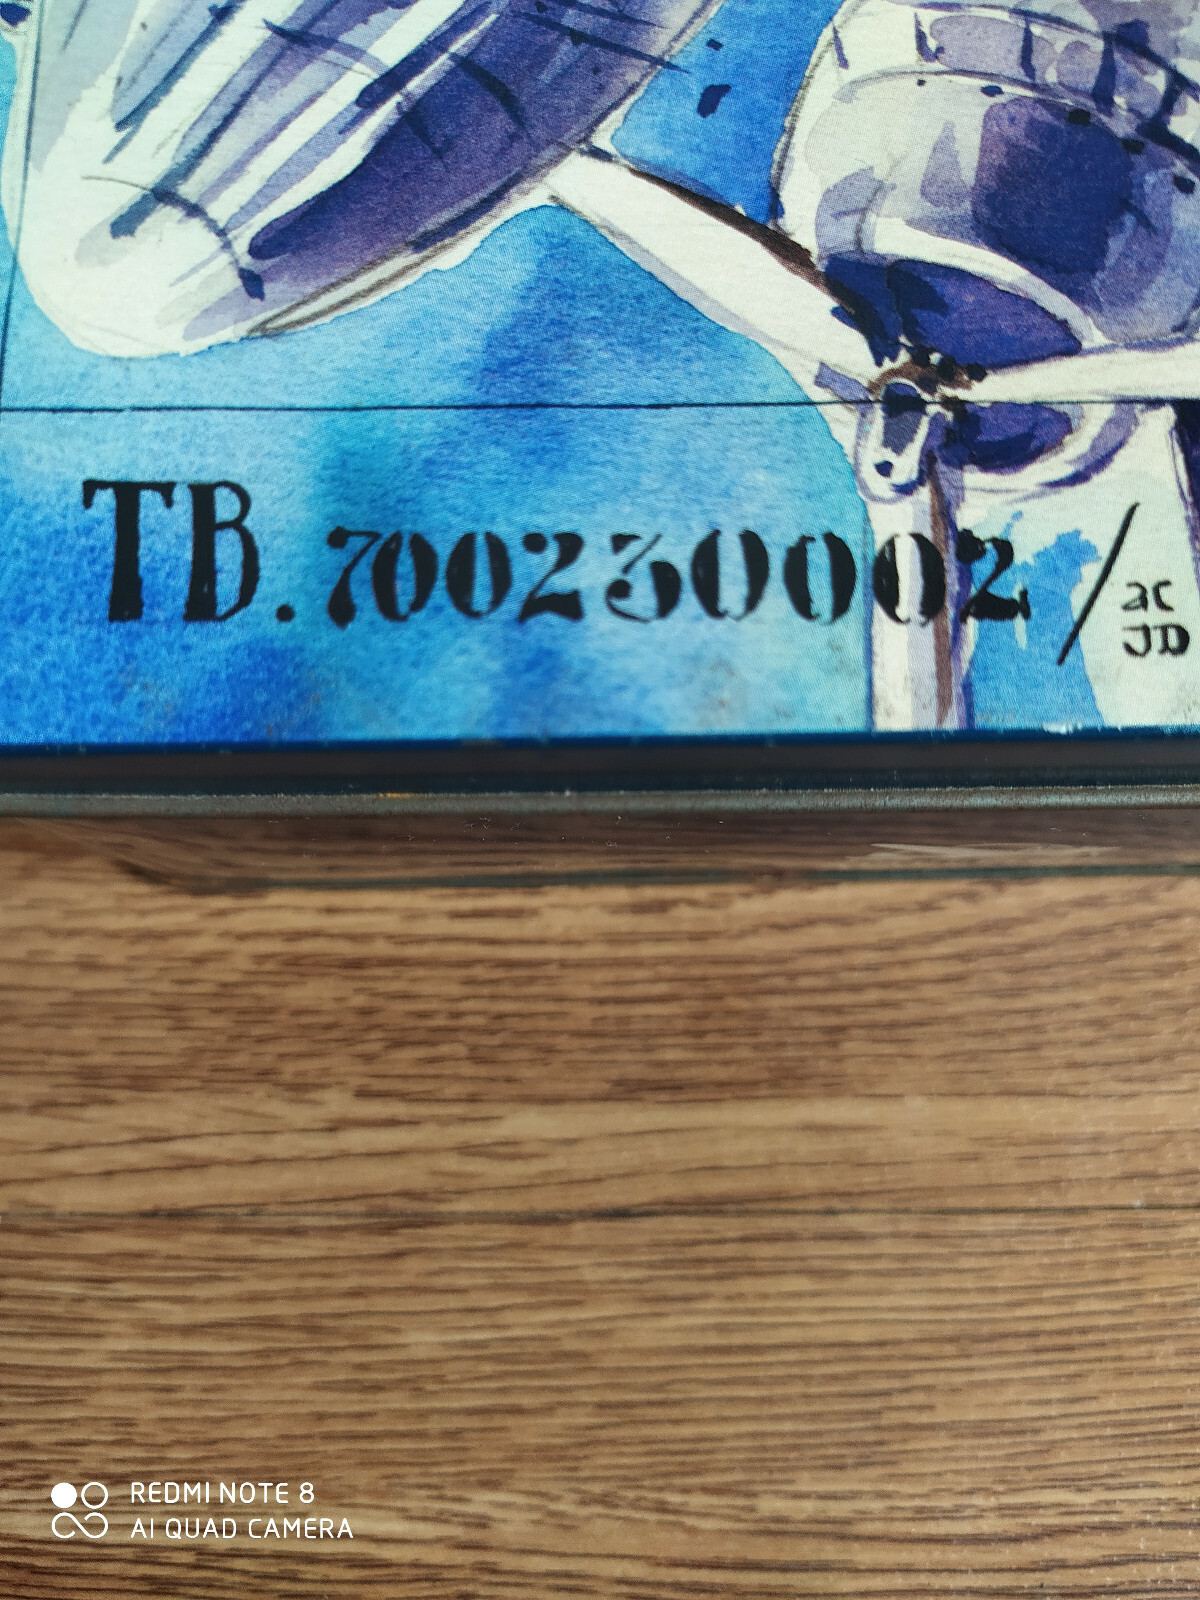 TB.700230002/ac
JD
REDMI NOTE 8
AI QUAD CAMERA